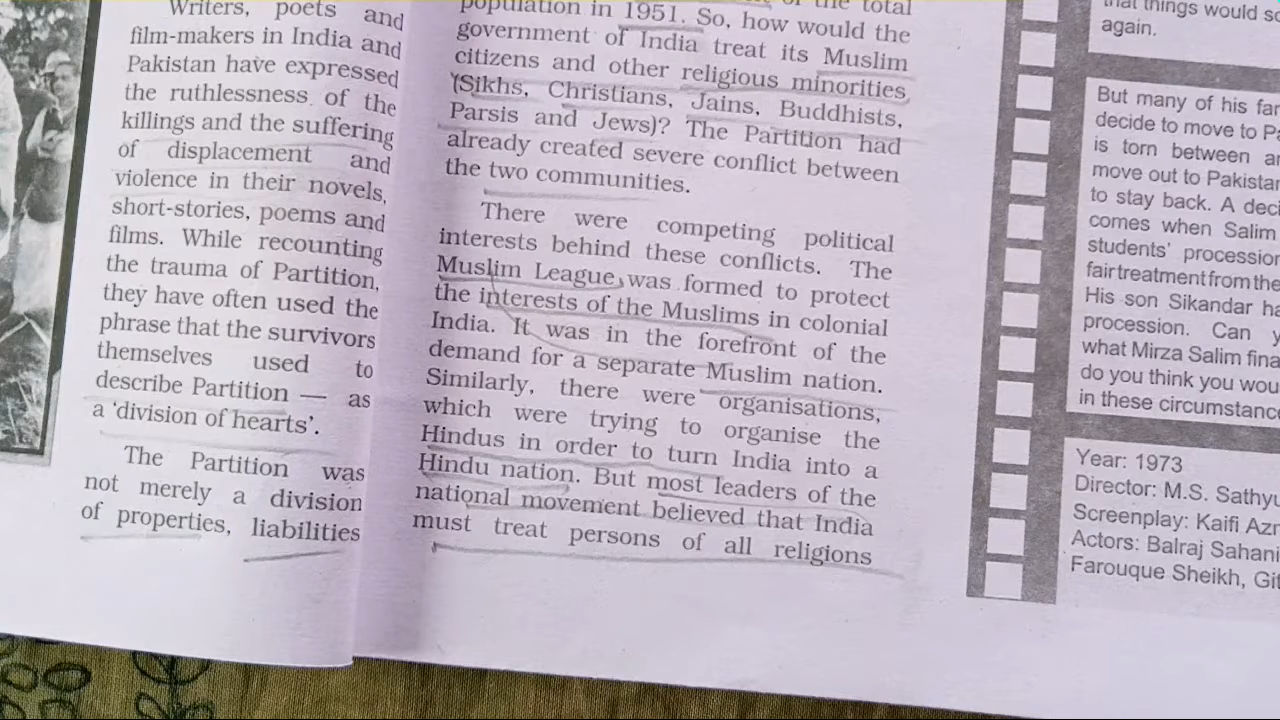 Writers, poets and
film-makers in India and
Pakistan have expressed
the ruthlessness of the
killings and the suffering
of displacement and
violence in their novels,
short-stories, poems and
films. While recounting
the trauma of Partition,
they have often used the
phrase that the survivors
themselves used to
describe Partition — as
a ‘division of hearts’.
The Partition was
not merely a division
of properties, liabilities
population in 1951. So, how would the
government of India treat its Muslim
citizens and other religious minorities
(Sikhs, Christians, Jains, Buddhists,
Parsis and Jews)? The Partition had
already created severe conflict between
the two communities.
There were competing political
interests behind these conflicts. The
Muslim League was formed to protect
the interests of the Muslims in colonial
India. It was in the forefront of the
demand for a separate Muslim nation.
Similarly, there were organisations,
which were trying to organise the
Hindus in order to turn India into a
Hindu nation. But most leaders of the
national movement believed that India
must treat persons of all religions
that things would
again.
But many of his
decide to move to
is torn between
move out to Pakistan
to stay back. A
comes when Salim
students’ procession
fair treatment from the
His son Sikandar
procession. Can
what Mirza Salim
do you think you
in these
Year: 1973
Director: M.S.
Screenplay: Kaifi
Actors: Balraj Sahani
Farouque Sheikh,